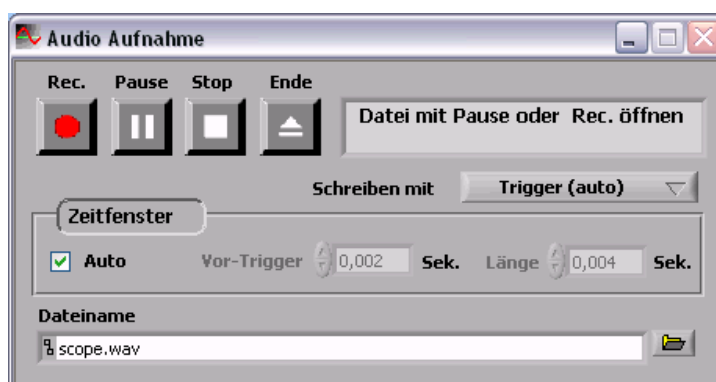 Audio Aufnahme
Rec. Pause Stop Ende
Datei mit Pause oder Rec. öffnen
Schreiben mit Trigger (auto)
Zeitfenster
Auto Vor-Trigger 0,002 Sek. Länge 0,004 Sek.
Dateiname
scope.wav